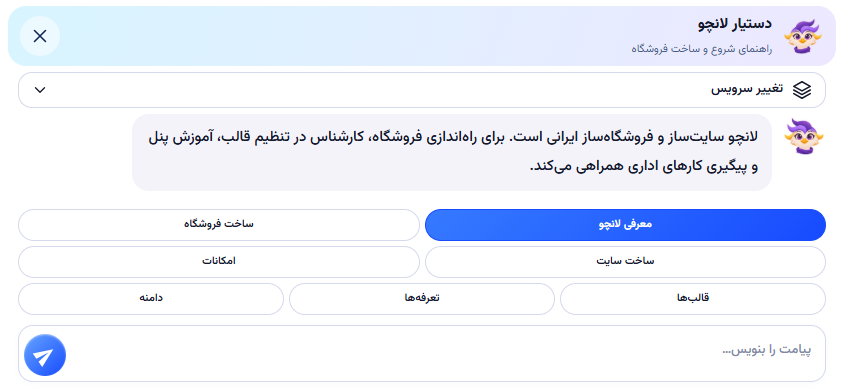 دستیار لانچو
راهنمای شروع و ساخت فروشگاه
تغییر سرویس
لانچو سایت‌ساز و فروشگاه‌ساز ایرانی است. برای راه‌اندازی فروشگاه، کارشناس در تنظیم قالب، آموزش پنل
و پیگیری کارهای اداری همراهی می‌کند.
معرفی لانچو
ساخت فروشگاه
ساخت سایت
امکانات
قالب‌ها
تعرفه‌ها
دامنه
پیامت را بنویس...